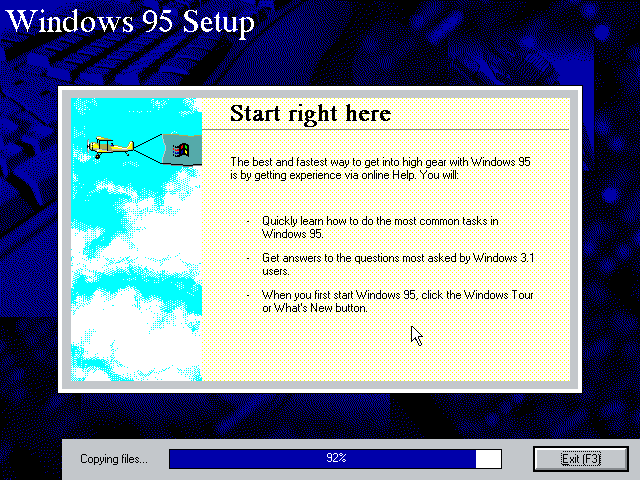 Windows 95 Setup
Start right here
The best and fastest way to get into high gear with Windows 95
is by getting experience via online Help. You will:
- Quickly learn how to do the most common tasks in
Windows 95.
- Get answers to the questions most asked by Windows 3.1
users.
- When you first start Windows 95, click the Windows Tour
or What's New button.
Copying files...
92%
Exit (F3)